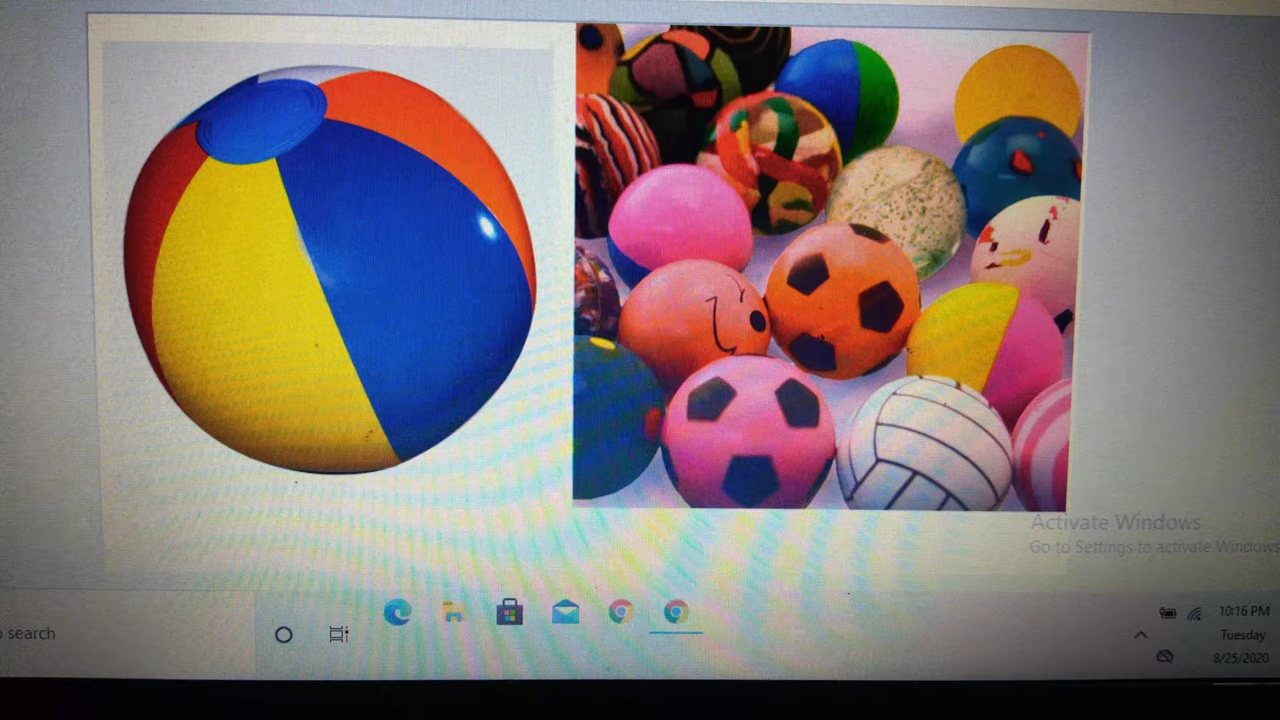 Activate Windows
Go to Settings to activate Windows
search
10:16 PM
Tuesday
8/25/2020